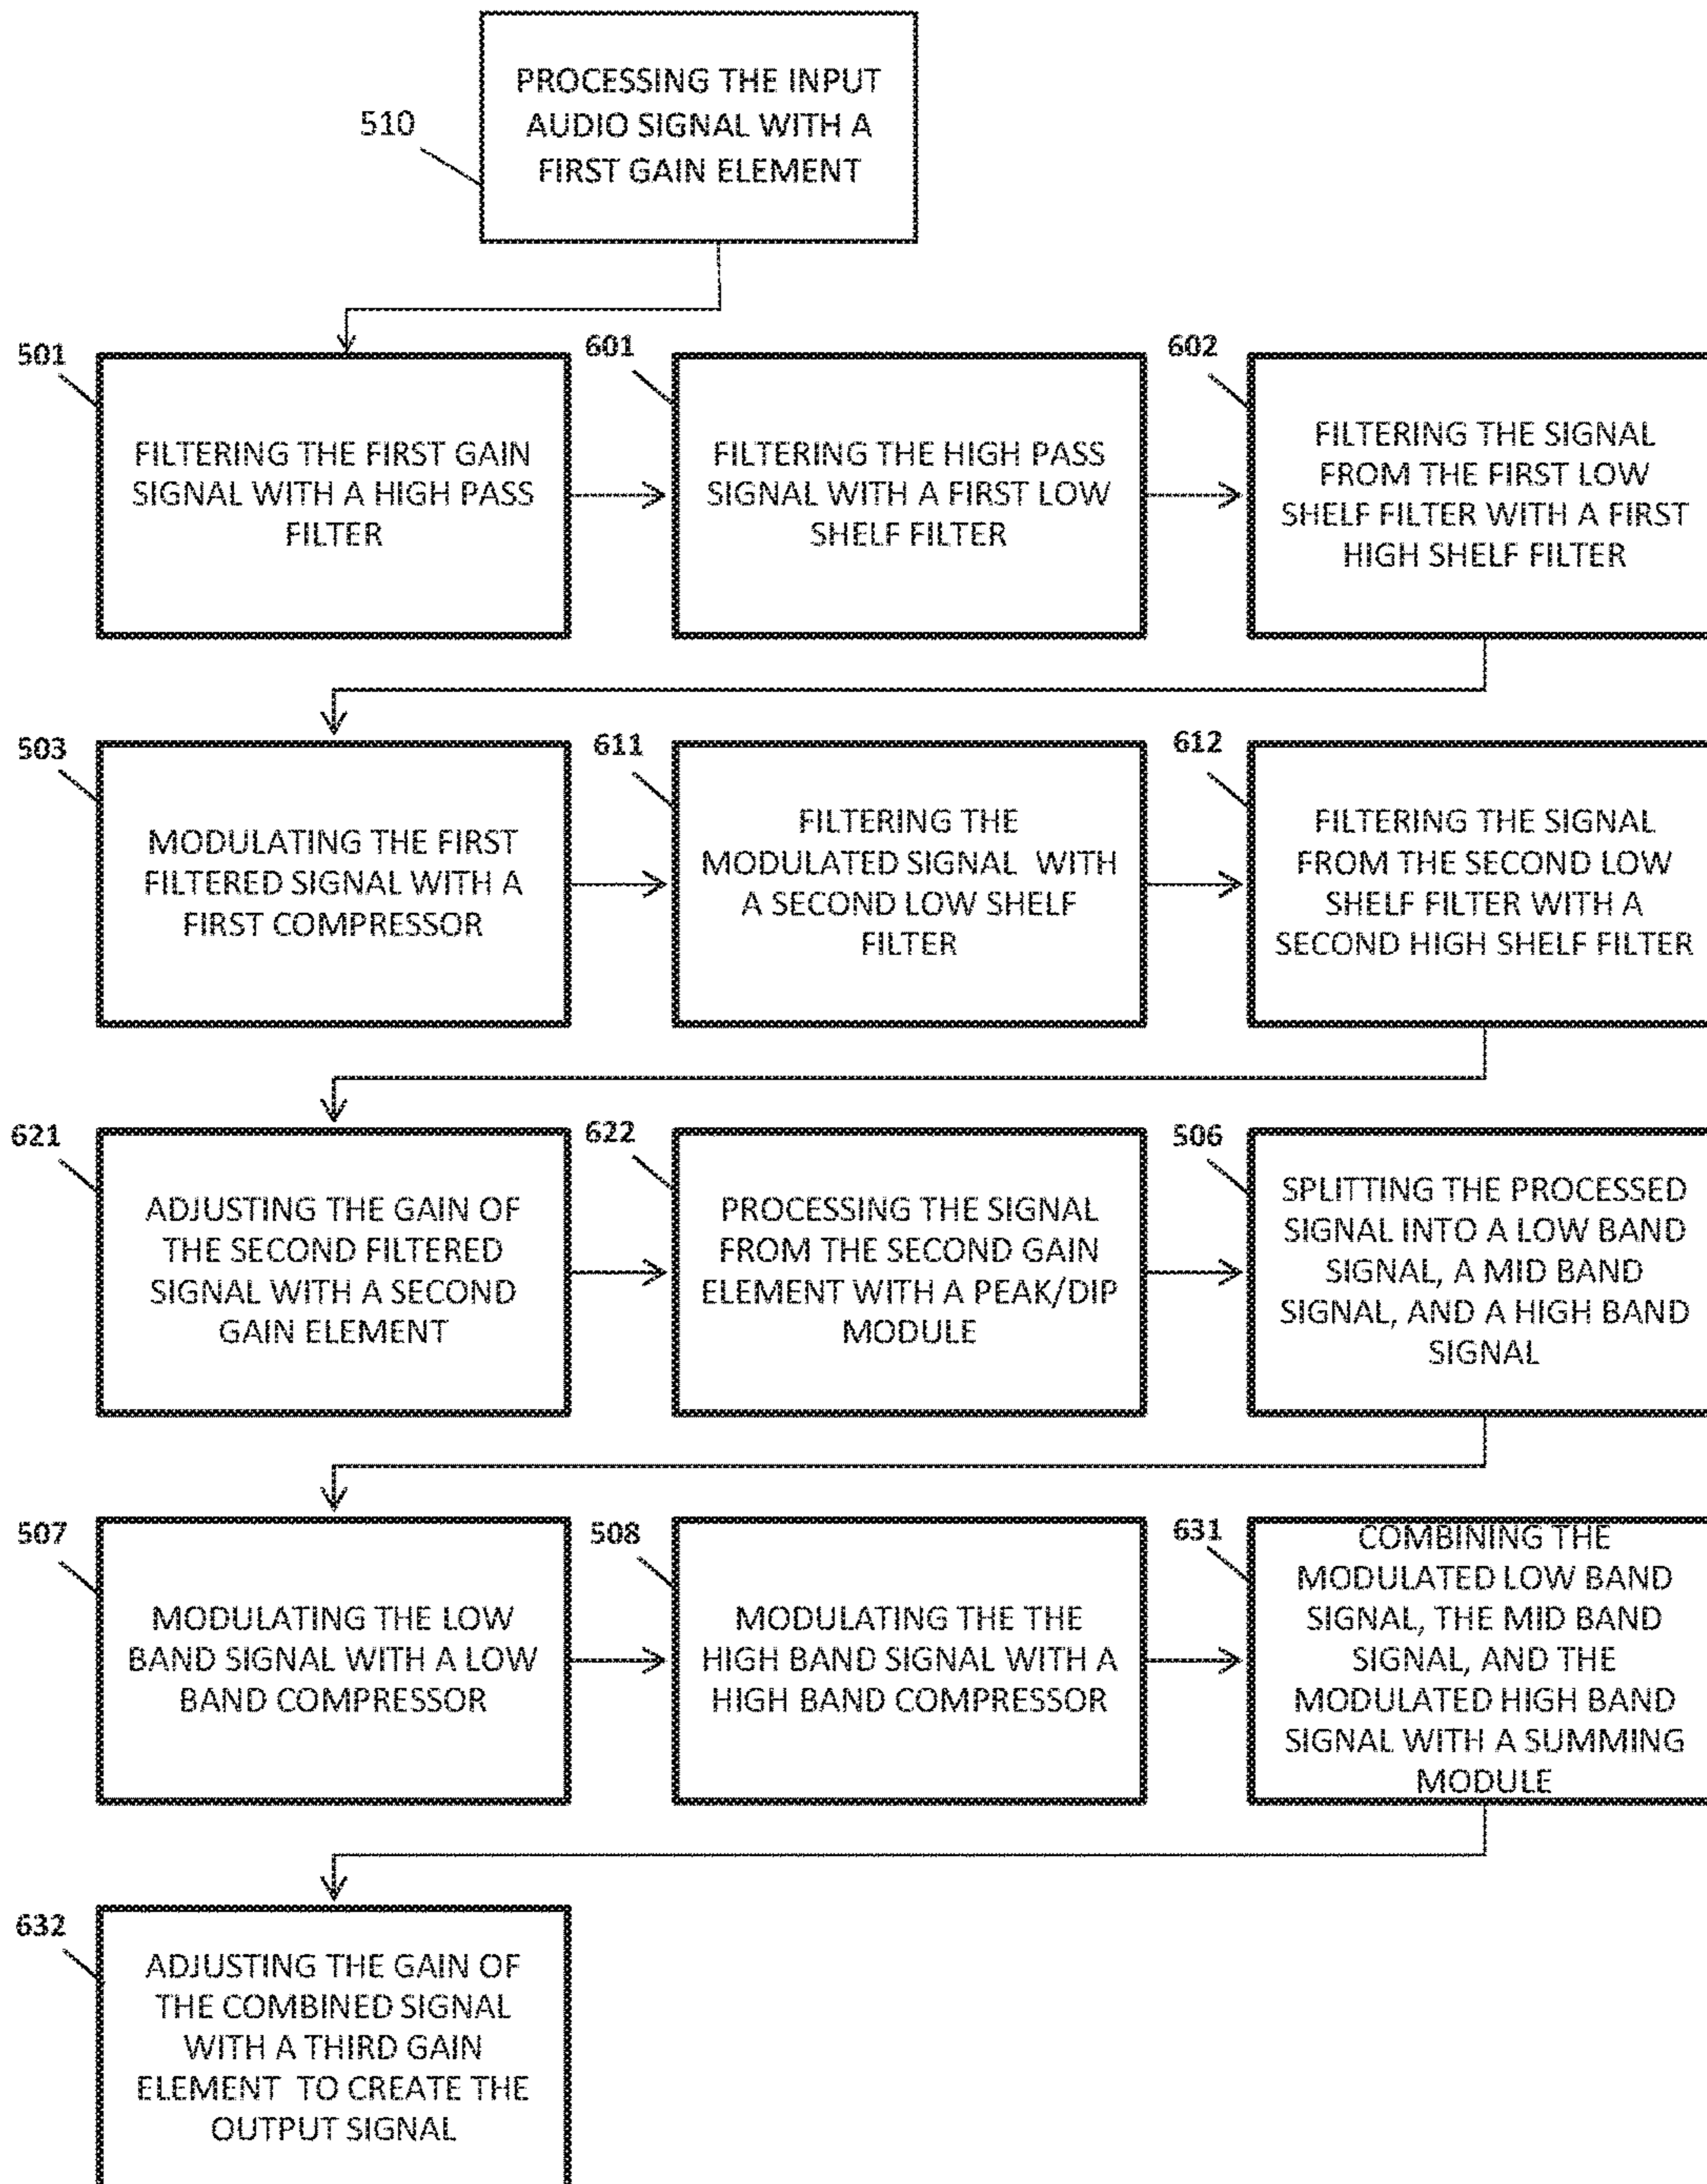 510
PROCESSING THE INPUT
AUDIO SIGNAL WITH A
FIRST GAIN ELEMENT
501
FILTERING THE FIRST GAIN
SIGNAL WITH A HIGH PASS
FILTER
601
FILTERING THE HIGH PASS
SIGNAL WITH A FIRST LOW
SHELF FILTER
602
FILTERING THE SIGNAL
FROM THE FIRST LOW
SHELF FILTER WITH A FIRST
HIGH SHELF FILTER
503
MODULATING THE FIRST
FILTERED SIGNAL WITH A
FIRST COMPRESSOR
611
FILTERING THE
MODULATED SIGNAL WITH
A SECOND LOW SHELF
FILTER
612
FILTERING THE SIGNAL
FROM THE SECOND LOW
SHELF FILTER WITH A
SECOND HIGH SHELF FILTER
621
ADJUSTING THE GAIN OF
THE SECOND FILTERED
SIGNAL WITH A SECOND
GAIN ELEMENT
622
PROCESSING THE SIGNAL
FROM THE SECOND GAIN
ELEMENT WITH A PEAK/DIP
MODULE
506
SPLITTING THE PROCESSED
SIGNAL INTO A LOW BAND
SIGNAL, A MID BAND
SIGNAL, AND A HIGH BAND
SIGNAL
507
MODULATING THE LOW
BAND SIGNAL WITH A LOW
BAND COMPRESSOR
508
MODULATING THE THE
HIGH BAND SIGNAL WITH A
HIGH BAND COMPRESSOR
631
COMBINING THE
MODULATED LOW BAND
SIGNAL, THE MID BAND
SIGNAL, AND THE
MODULATED HIGH BAND
SIGNAL WITH A SUMMING
MODULE
632
ADJUSTING THE GAIN OF
THE COMBINED SIGNAL
WITH A THIRD GAIN
ELEMENT TO CREATE THE
OUTPUT SIGNAL